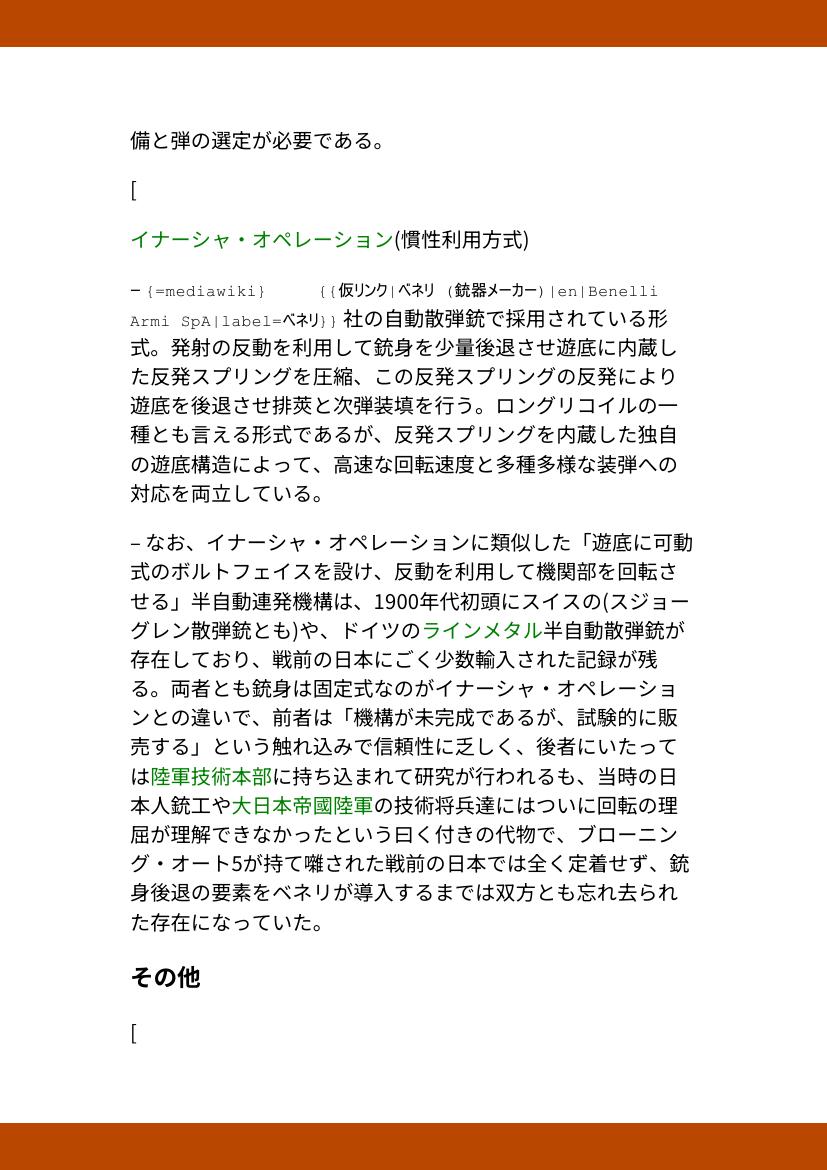 備と弾の選定が必要である。
[
イナーシャ・オペレーション(慣性利用方式)
– {=mediawiki} {{仮リンク|ベネリ (銃器メーカー)|en|Benelli
Armi SpA|label=ベネリ}} 社の自動散弾銃で採用されている形
式。発射の反動を利用して銃身を少量後退させ遊底に内蔵し
た反発スプリングを圧縮、この反発スプリングの反発により
遊底を後退させ排莢と次弾装填を行う。ロングリコイルの一
種とも言える形式であるが、反発スプリングを内蔵した独自
の遊底構造によって、高速な回転速度と多種多様な装弾への
対応を両立している。
– なお、イナーシャ・オペレーションに類似した「遊底に可動
式のボルトフェイスを設け、反動を利用して機関部を回転さ
せる」半自動連発機構は、1900年代初頭にスイスの(スジョー
グレン散弾銃とも)や、ドイツのラインメタル半自動散弾銃が
存在しており、戦前の日本にごく少数輸入された記録が残
る。両者とも銃身は固定式なのがイナーシャ・オペレーショ
ンとの違いで、前者は「機構が未完成であるが、試験的に販
売する」という触れ込みで信頼性に乏しく、後者にいたって
は陸軍技術本部に持ち込まれて研究が行われるも、当時の日
本人銃工や大日本帝國陸軍の技術将兵達にはついに回転の理
屈が理解できなかったという曰く付きの代物で、ブローニン
グ・オート5が持て囃された戦前の日本では全く定着せず、銃
身後退の要素をベネリが導入するまでは双方とも忘れ去られ
た存在になっていた。
その他
[